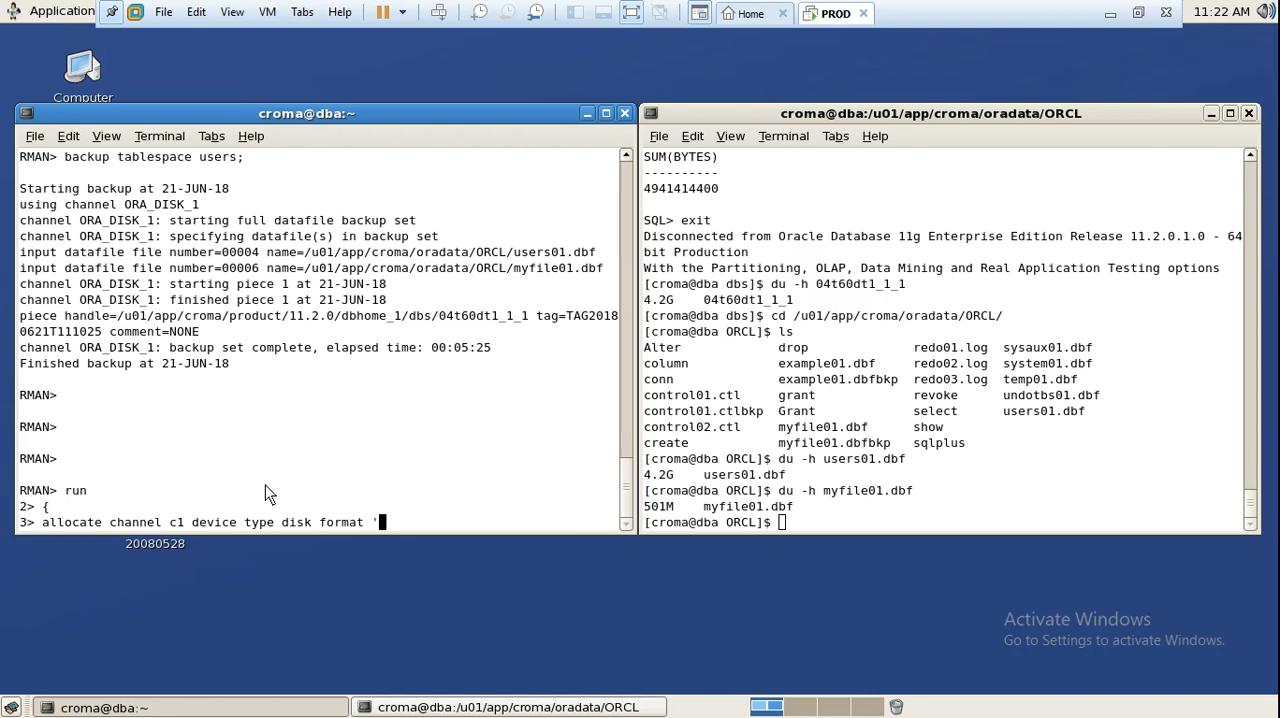 Application File Edit View VM Tabs Help Home PROD 11:22 AM
Computer
croma@dba:~
File Edit View Terminal Tabs Help
RMAN> backup tablespace users;
Starting backup at 21-JUN-18
using channel ORA_DISK_1
channel ORA_DISK_1: starting full datafile backup set
channel ORA_DISK_1: specifying datafile(s) in backup set
input datafile file number=00004 name=/u01/app/croma/oradata/ORCL/users01.dbf
input datafile file number=00006 name=/u01/app/croma/oradata/ORCL/myfile01.dbf
channel ORA_DISK_1: starting piece 1 at 21-JUN-18
channel ORA_DISK_1: finished piece 1 at 21-JUN-18
piece handle=/u01/app/croma/product/11.2.0/dbhome_1/dbs/04t60dt1_1_1 tag=TAG2018
0621T111025 comment=NONE
channel ORA_DISK_1: backup set complete, elapsed time: 00:05:25
Finished backup at 21-JUN-18
RMAN>
RMAN>
RMAN>
RMAN> run
2> {
3> allocate channel c1 device type disk format '
croma@dba:/u01/app/croma/oradata/ORCL
File Edit View Terminal Tabs Help
SUM(BYTES)
----------
4941414400
SQL> exit
Disconnected from Oracle Database 11g Enterprise Edition Release 11.2.0.1.0 - 64
bit Production
With the Partitioning, OLAP, Data Mining and Real Application Testing options
[croma@dba dbs]$ du -h 04t60dt1_1_1
4.2G 04t60dt1_1_1
[croma@dba dbs]$ cd /u01/app/croma/oradata/ORCL/
[croma@dba ORCL]$ ls
Alter drop redo01.log sysaux01.dbf
column example01.dbf redo02.log system01.dbf
conn example01.dbfbkp redo03.log temp01.dbf
control01.ctl grant revoke undotbs01.dbf
control01.ctlbkp Grant select users01.dbf
control02.ctl myfile01.dbf show
create myfile01.dbfbkp sqlplus
[croma@dba ORCL]$ du -h users01.dbf
4.2G users01.dbf
[croma@dba ORCL]$ du -h myfile01.dbf
501M myfile01.dbf
[croma@dba ORCL]$
20080528
Activate Windows
Go to Settings to activate Windows.
croma@dba:~ croma@dba:/u01/app/croma/oradata/ORCL